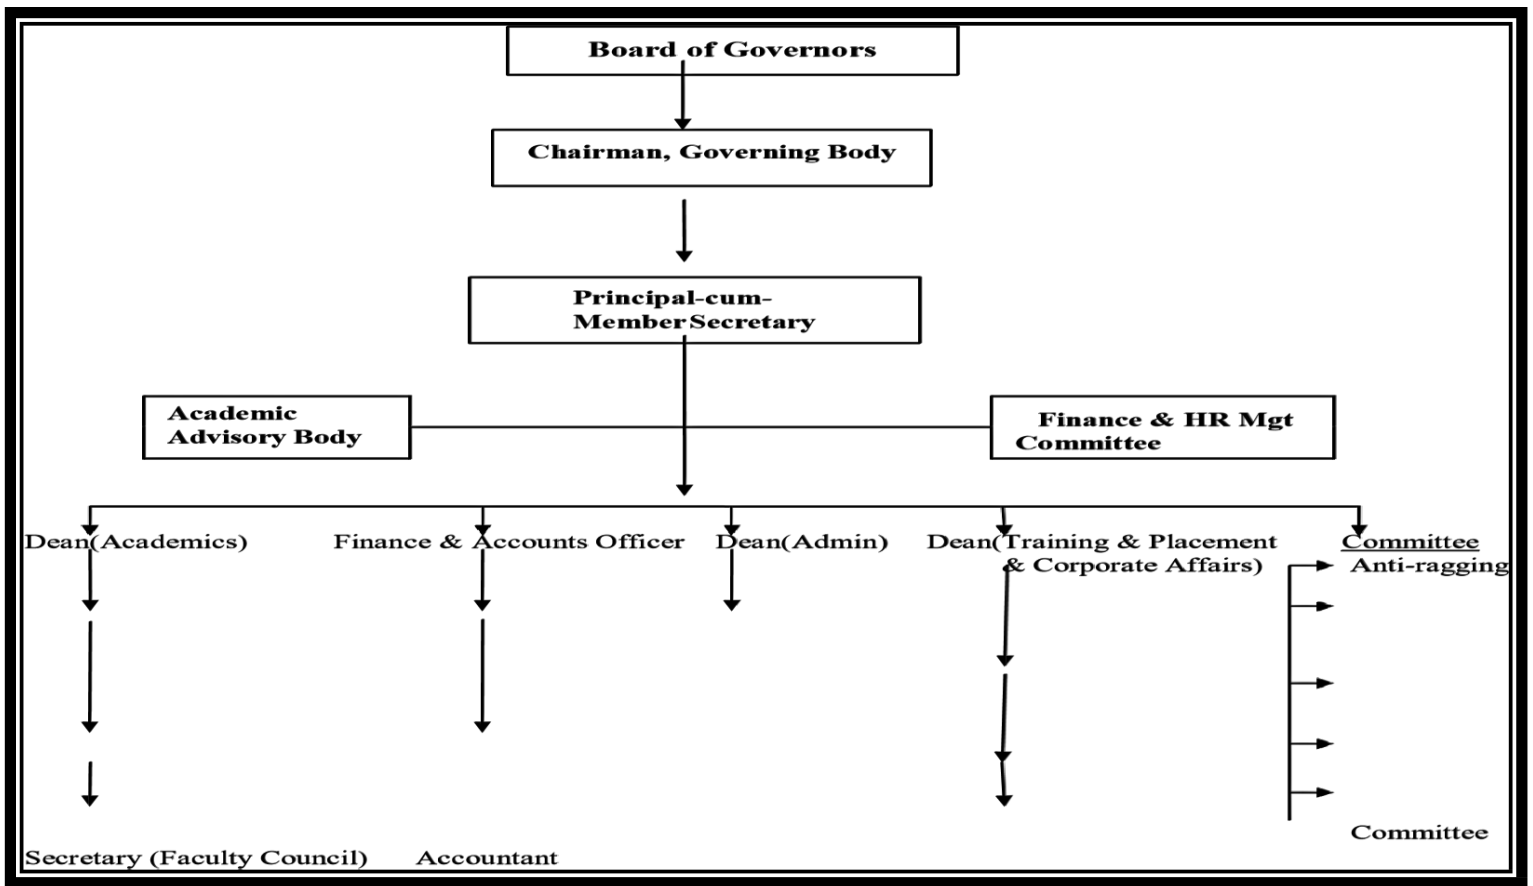 Board of Governors
Chairman, Governing Body
Principal-cum-
Member Secretary
Academic
Advisory Body
Finance & HR Mgt
Committee
Dean(Academics)
Finance & Accounts Officer
Dean(Admin)
Dean(Training & Placement
& Corporate Affairs)
Committee
Anti-ragging
Committee
Secretary (Faculty Council)
Accountant